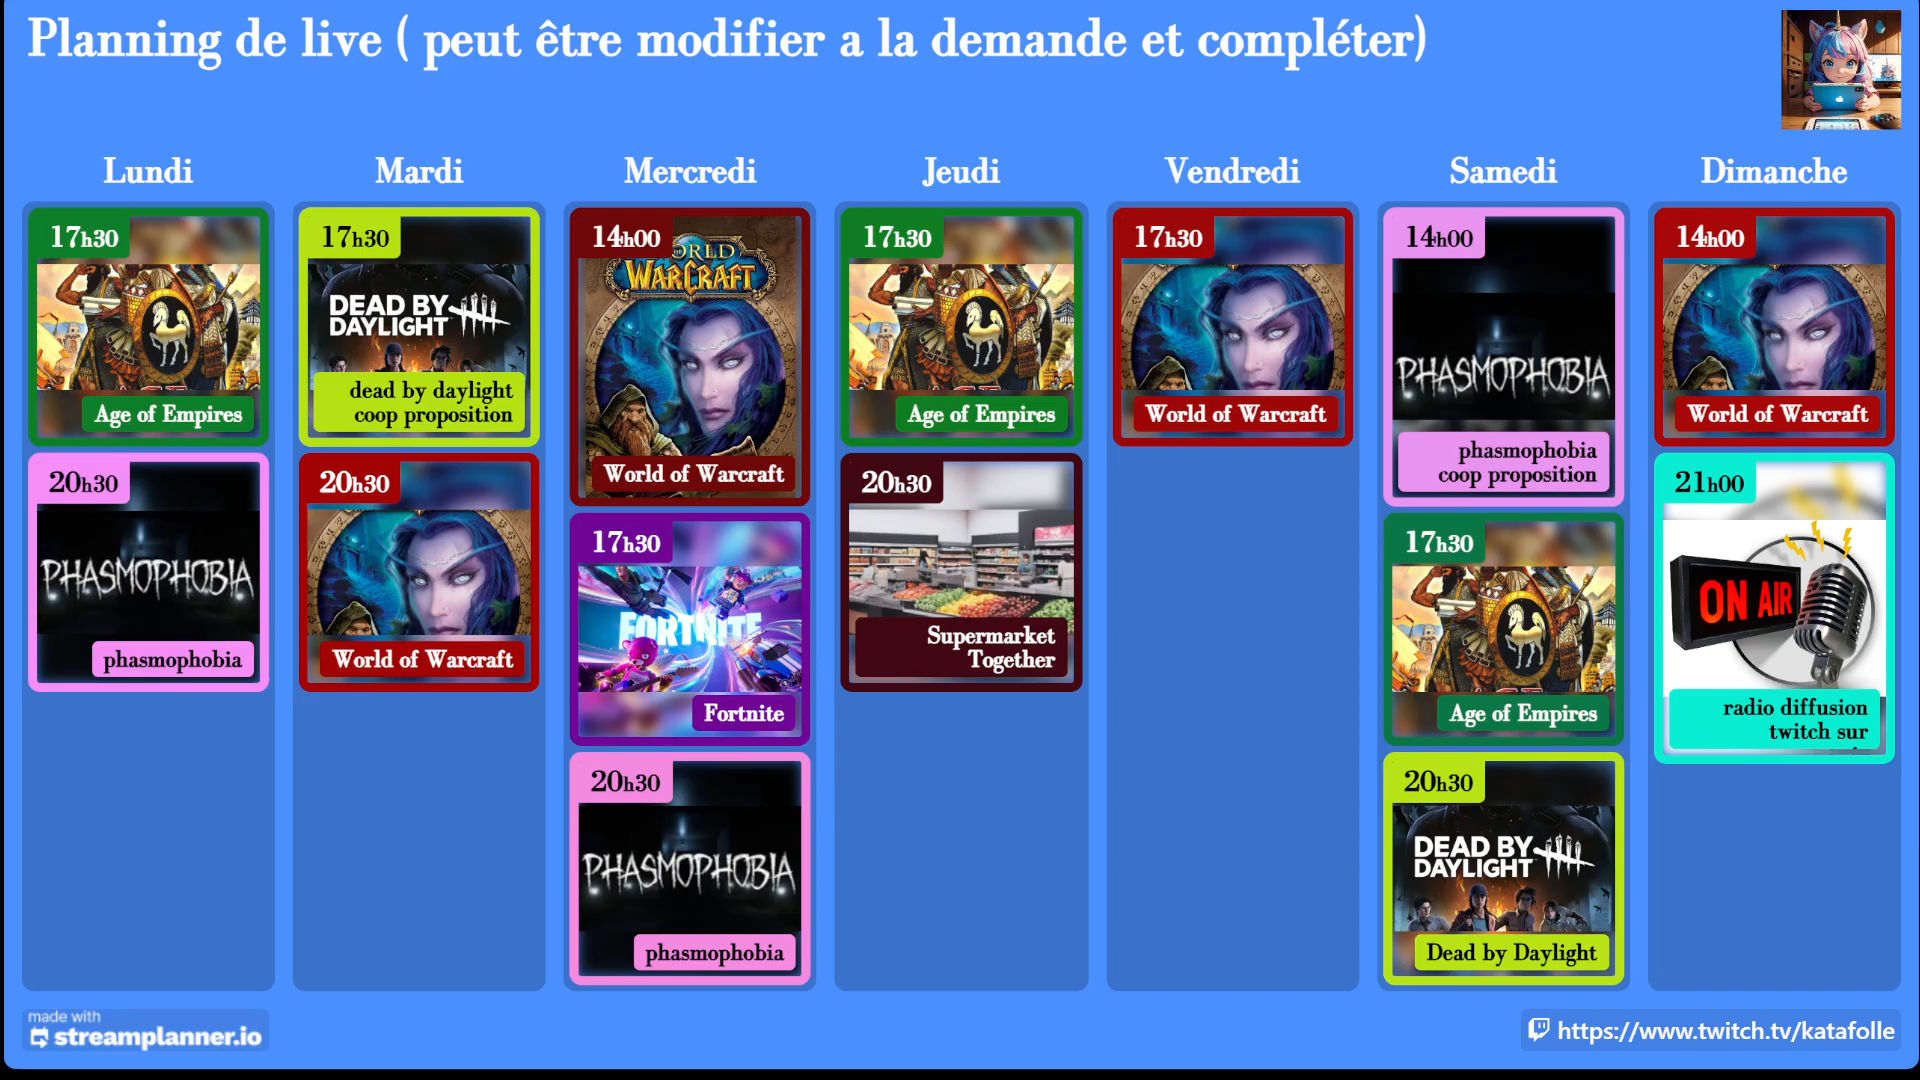 Planning de live ( peut être modifier a la demande et compléter)
Lundi
17h30
Age of Empires
20h30
PHASMOPHOBIA
phasmophobia
Mardi
17h30
DEAD BY
DAYLIGHT
dead by daylight
coop proposition
20h30
World of Warcraft
Mercredi
14h00
WORLD
WARCRAFT
World of Warcraft
17h30
FORTNITE
Fortnite
20h30
PHASMOPHOBIA
phasmophobia
Jeudi
17h30
Age of Empires
20h30
Supermarket
Together
Vendredi
17h30
World of Warcraft
Samedi
14h00
PHASMOPHOBIA
phasmophobia
coop proposition
17h30
Age of Empires
20h30
DEAD BY
DAYLIGHT
Dead by Daylight
Dimanche
14h00
World of Warcraft
21h00
ON AIR
radio diffusion
twitch sur
made with
streamplanner.io
https://www.twitch.tv/katafolle